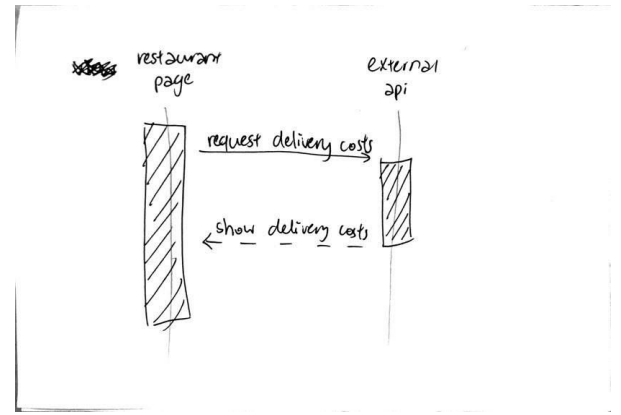 restaurant
page
external
api
request delivery costs
show delivery costs